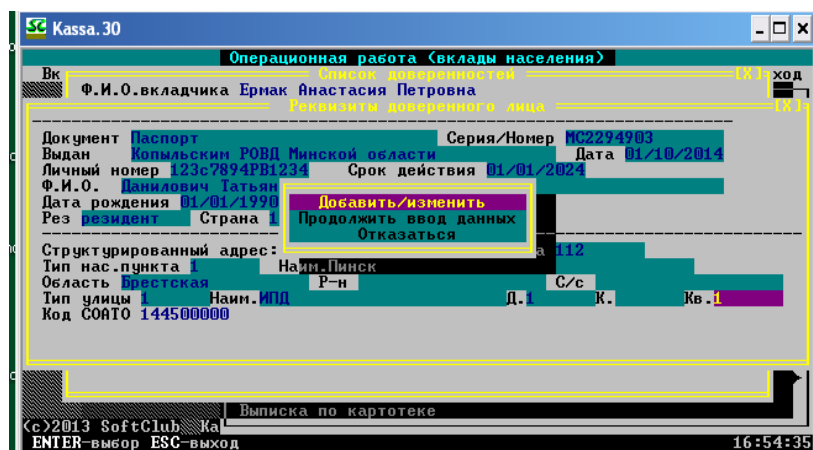 Kassa.30
Операционная работа (вклады населения)
Вк Список доверенностей [X] ход
Ф.И.О.вкладчика Ермак Анастасия Петровна
Реквизиты доверенного лица [X]
Документ Паспорт Серия/Номер МС2294903
Выдан Копыльским РОВД Минской области Дата 01/10/2014
Личный номер 123с7894РВ1234 Срок действия 01/01/2024
Ф.И.О. Данилович Татьян
Дата рождения 01/01/1990 Добавить/изменить
Рез резидент Страна 1 Продолжить ввод данных
Отказаться
Структурированный адрес: а 112
Тип нас.пункта 1 Наим.Пинск
Область Брестская Р-н С/с
Тип улицы 1 Наим.ИПД Д.1 К. Кв.1
Код СОАТО 144500000
Выписка по картотеке
(c)2013 SoftClub Ка
ENTER-выбор ESC-выход 16:54:35